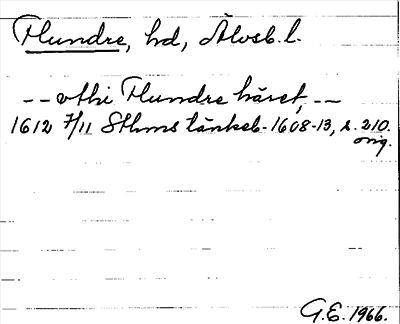 Flundre, hd, Älvsb.l.
-- vthi Flundre häret, --
1612 7/11 Sthms tänkeb. 1608-13, s. 210.
orig.
G.E. 1966.